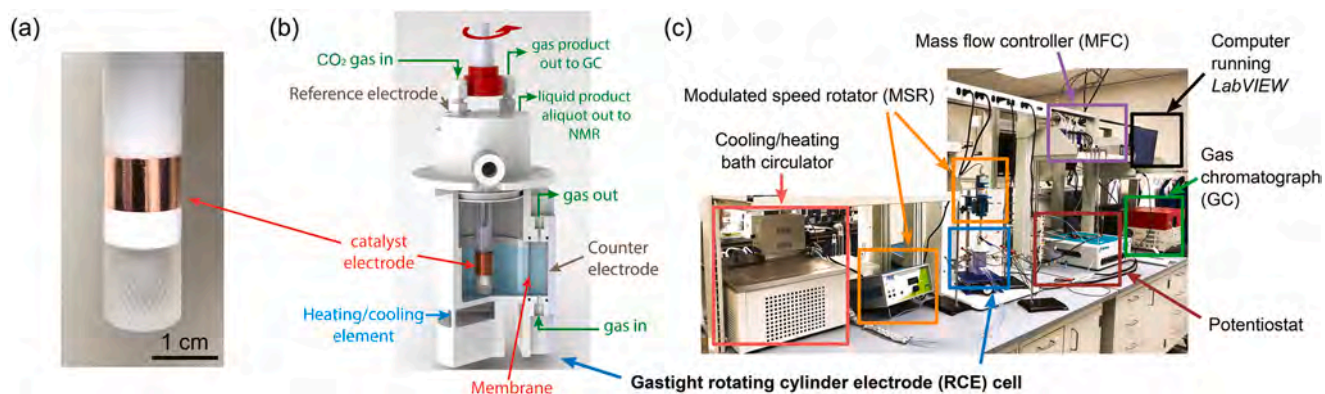 (a)
1 cm
(b)
CO₂ gas in
gas product
out to GC
Reference electrode
liquid product
aliquot out to
NMR
gas out
catalyst
electrode
Counter
electrode
Heating/cooling
element
gas in
Membrane
Gastight rotating cylinder electrode (RCE) cell
(c)
Mass flow controller (MFC)
Computer
running
LabVIEW
Modulated speed rotator (MSR)
Cooling/heating
bath circulator
Gas
chromatograph
(GC)
Potentiostat